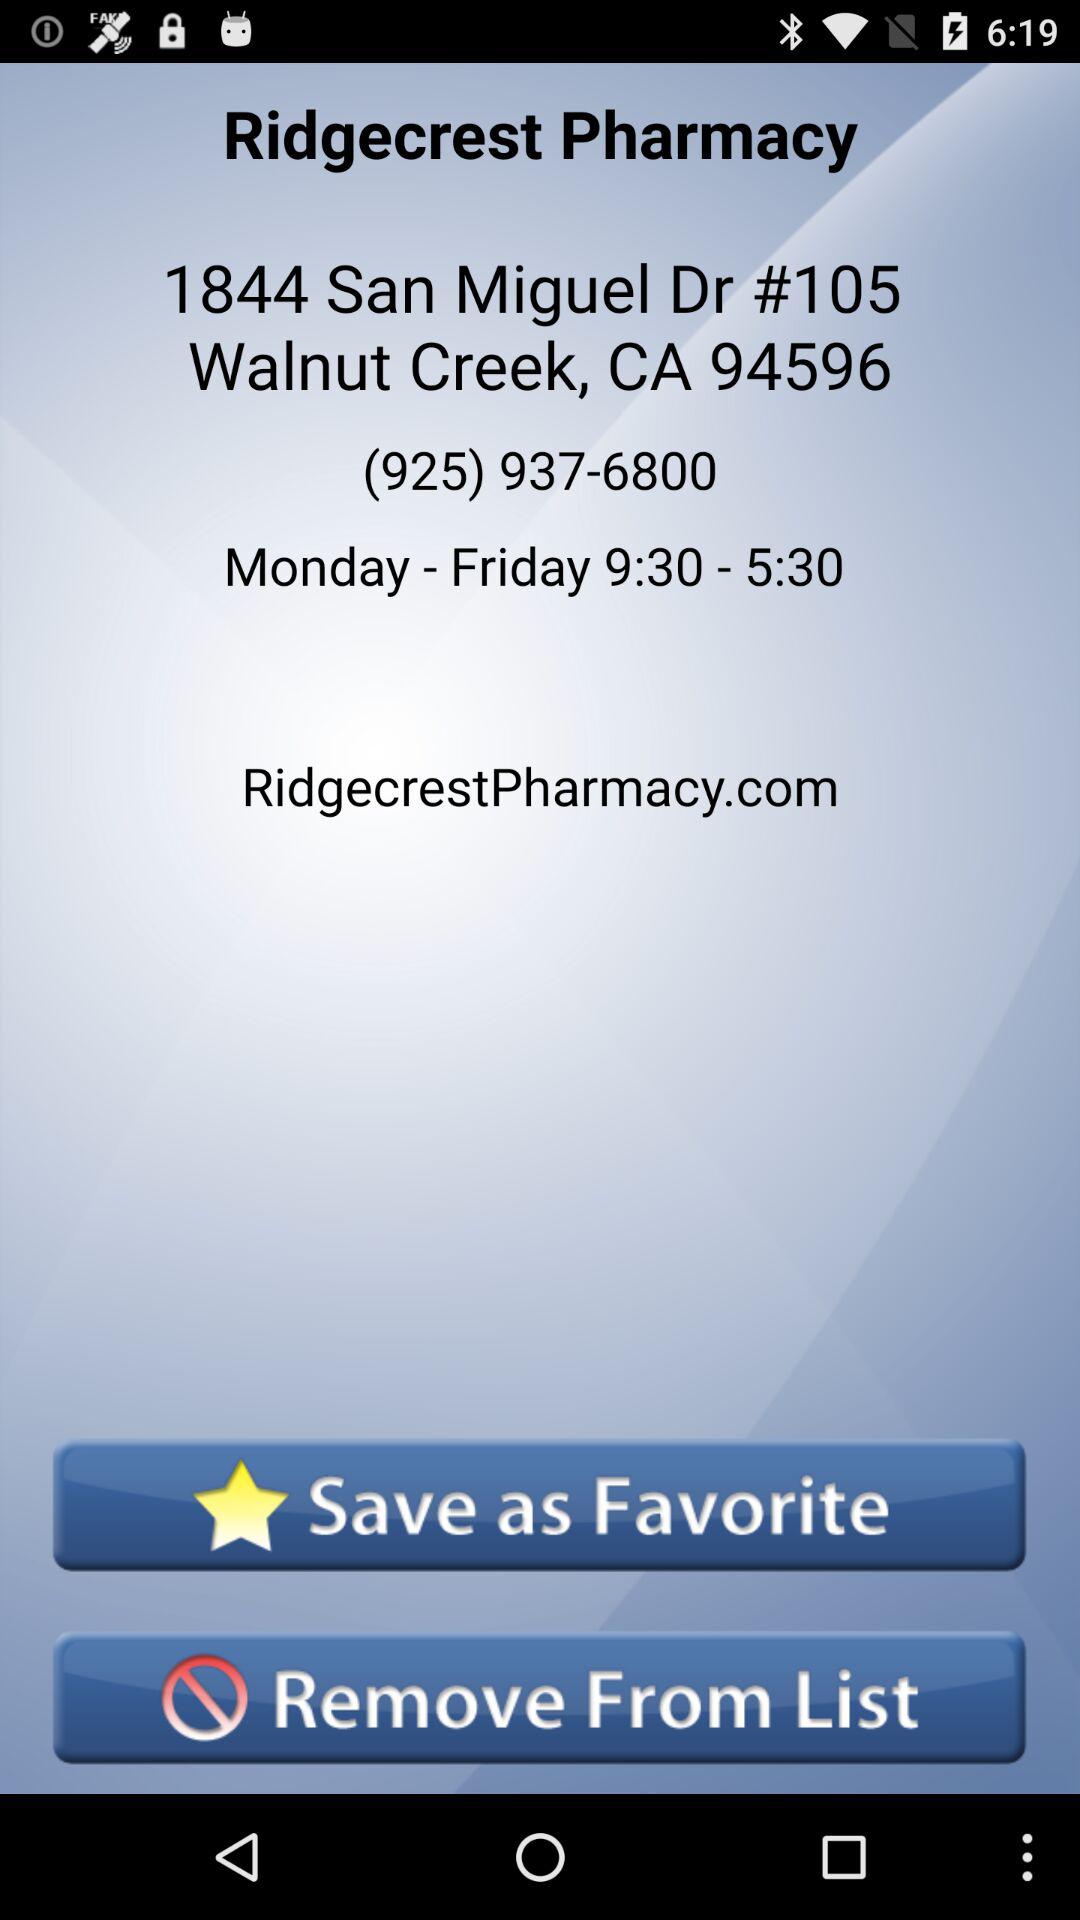 FAKE
6:19
Ridgecrest Pharmacy
1844 San Miguel Dr #105
Walnut Creek, CA 94596
(925) 937-6800
Monday - Friday 9:30 - 5:30
RidgecrestPharmacy.com
Save as Favorite
Remove From List